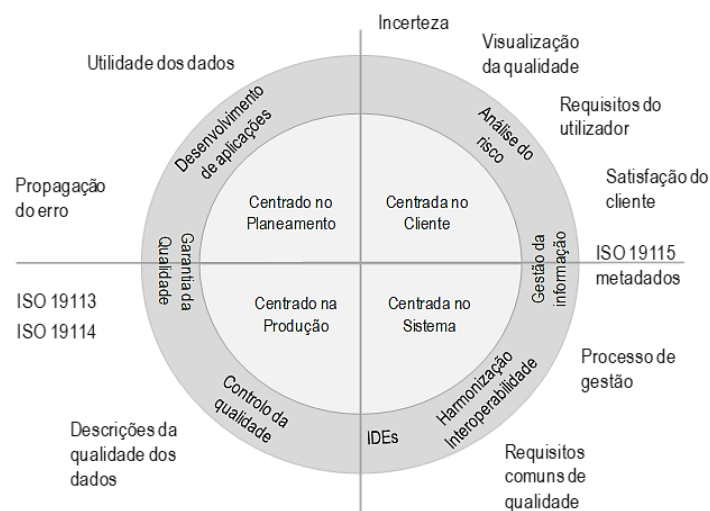 Incerteza
Visualização
da qualidade
Utilidade dos dados
Requisitos do
utilizador
Desenvolvimento
de aplicações
Análise do
risco
Propagação
do erro
Satisfação do
cliente
Centrado no
Planeamento
Centrada no
Cliente
Garantia da
Qualidade
Gestão da
informação
ISO 19115
metadados
ISO 19113
ISO 19114
Centrado na
Produção
Centrada no
Sistema
Processo de
gestão
Controlo da
qualidade
IDEs
Harmonização
Interoperabilidade
Descrições da
qualidade dos
dados
Requisitos
comuns de
qualidade